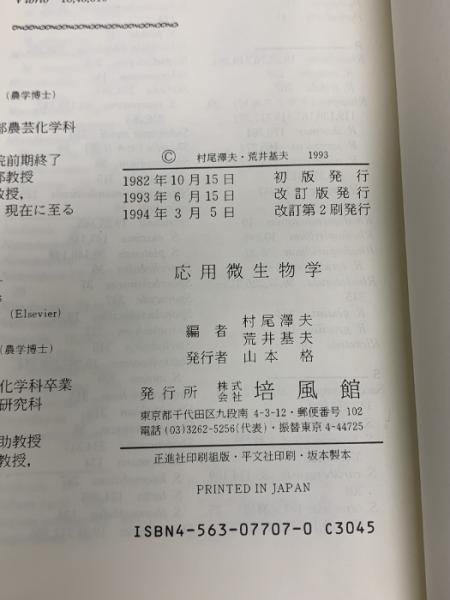 Vibrio
(農学博士)
部農芸化学科
院前期終了
部教授
教授,
現在に至る
(Elsevier)
(農学博士)
化学科卒業
研究科
助教授
教授,
© 村尾澤夫・荒井基夫 1993
1982年10月15日 初版発行
1993年6月15日 改訂版発行
1994年3月5日 改訂第2刷発行
応用微生物学
編者 村尾澤夫
荒井基夫
発行者 山本格
発行所 株式会社 培風館
東京都千代田区九段南4-3-12・郵便番号102
電話(03)3262-5256(代表)・振替東京4-44725
正進社印刷組版・平文社印刷・坂本製本
PRINTED IN JAPAN
ISBN4-563-07707-0 C3045